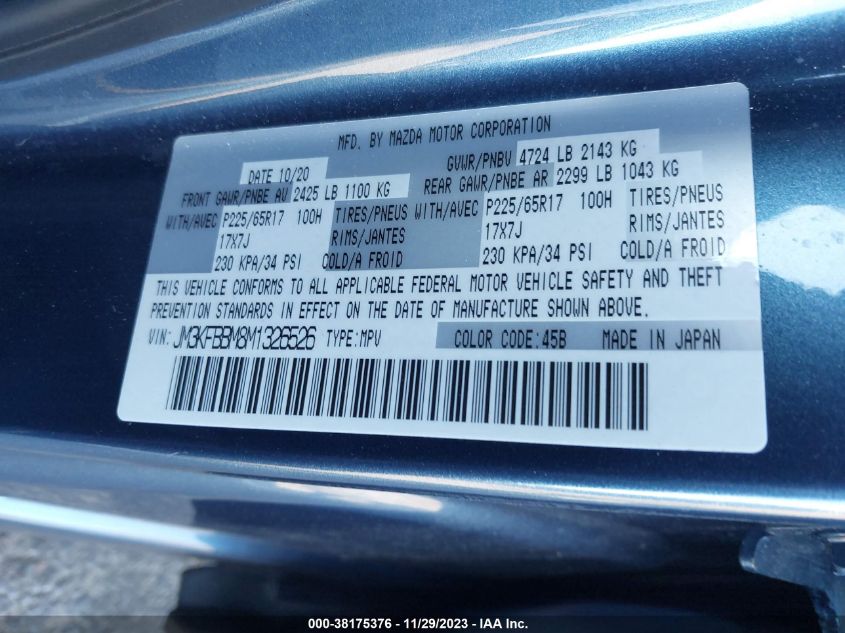 MFD. BY MAZDA MOTOR CORPORATION
DATE 10/20 GVWR/PNBV 4724 LB 2143 KG
FRONT GAWR/PNBE AV 2425 LB 1100 KG REAR GAWR/PNBE AR 2299 LB 1043 KG
WITH/AVEC P225/65R17 100H TIRES/PNEUS WITH/AVEC P225/65R17 100H TIRES/PNEUS
17X7J RIMS/JANTES 17X7J RIMS/JANTES
230 KPA/34 PSI COLD/A FROID 230 KPA/34 PSI COLD/A FROID
THIS VEHICLE CONFORMS TO ALL APPLICABLE FEDERAL MOTOR VEHICLE SAFETY AND THEFT
PREVENTION STANDARDS IN EFFECT ON THE DATE OF MANUFACTURE SHOWN ABOVE.
VIN: JM3KFBBM8M1326526 TYPE:MPV COLOR CODE:45B MADE IN JAPAN
000-38175376 - 11/29/2023 - IAA Inc.